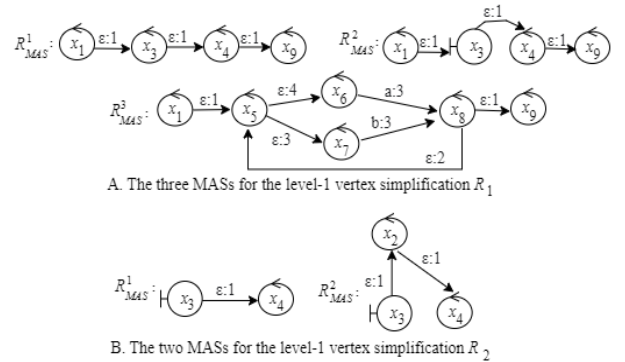 R¹MAS: x₁ ε:1 x₃ ε:1 x₄ ε:1 x₉ R²MAS: x₁ ε:1 x₃ ε:1 x₄ ε:1 x₉
R³MAS: x₁ ε:1 x₅ ε:4 x₆ a:3 ε:3 x₇ b:3 x₈ ε:1 x₉
ε:2
A. The three MASs for the level-1 vertex simplification R₁
R¹MAS: x₃ ε:1 x₄ R²MAS: x₃ ε:1 x₂ ε:1 x₄
B. The two MASs for the level-1 vertex simplification R₂